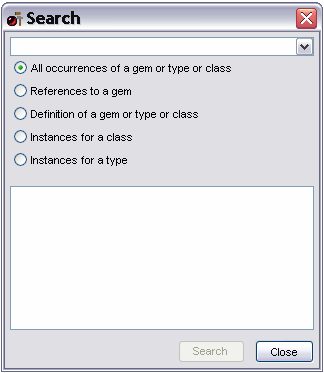 Search
All occurrences of a gem or type or class
References to a gem
Definition of a gem or type or class
Instances for a class
Instances for a type
Search
Close